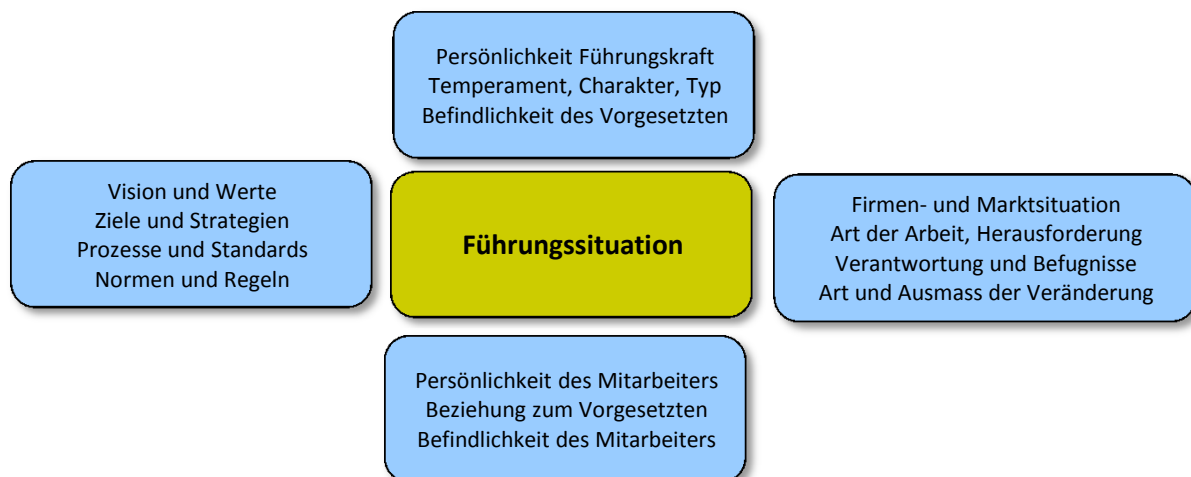 Persönlichkeit Führungskraft
Temperament, Charakter, Typ
Befindlichkeit des Vorgesetzten
Vision und Werte
Ziele und Strategien
Prozesse und Standards
Normen und Regeln
Führungssituation
Firmen- und Marktsituation
Art der Arbeit, Herausforderung
Verantwortung und Befugnisse
Art und Ausmass der Veränderung
Persönlichkeit des Mitarbeiters
Beziehung zum Vorgesetzten
Befindlichkeit des Mitarbeiters